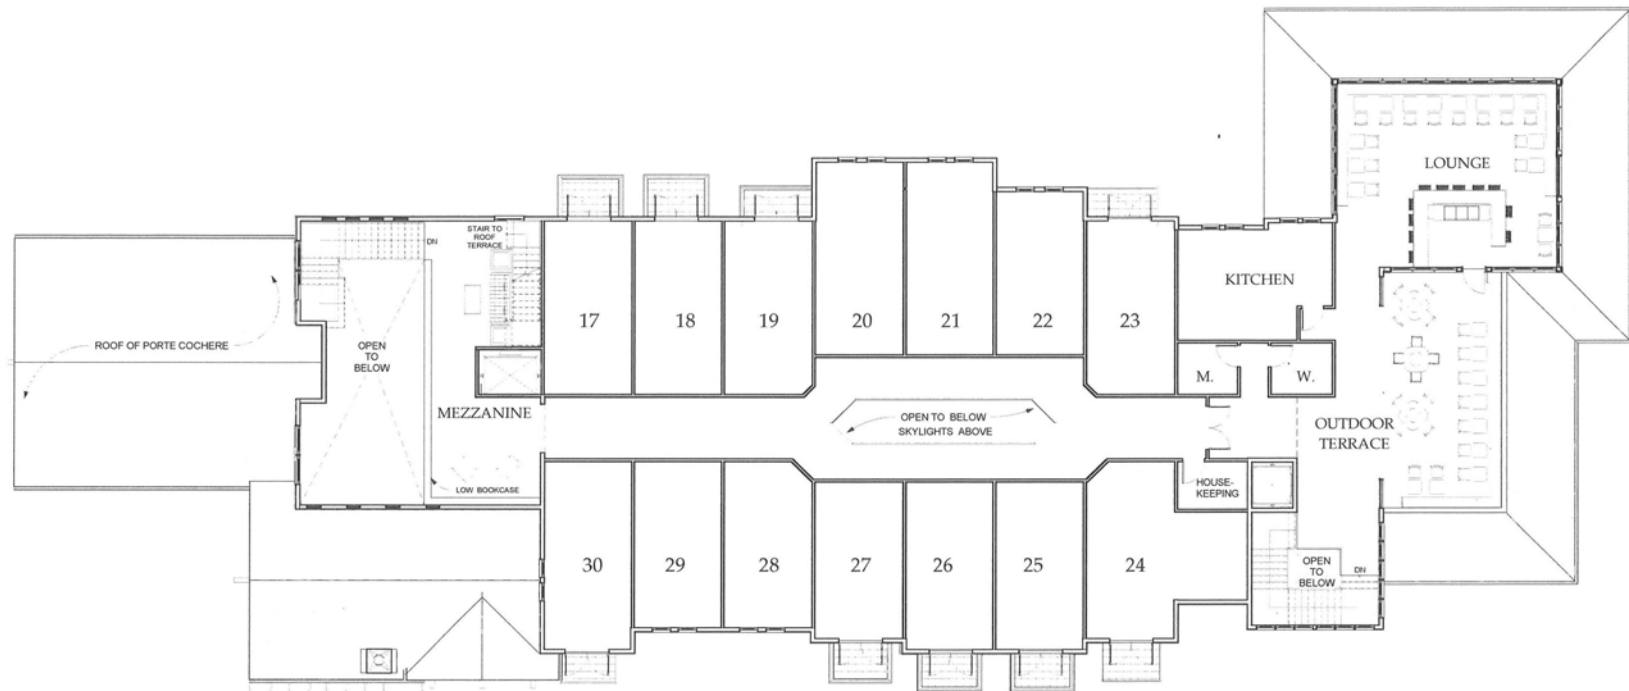 LOUNGE
STAIR TO
ROOF
TERRACE
DN
KITCHEN
17
18
19
20
21
22
23
ROOF OF PORTE COCHERE
OPEN
TO
BELOW
M.
W.
MEZZANINE
OPEN TO BELOW
SKYLIGHTS ABOVE
OUTDOOR
TERRACE
LOW BOOKCASE
HOUSE-
KEEPING
30
29
28
27
26
25
24
OPEN
TO
BELOW
DN